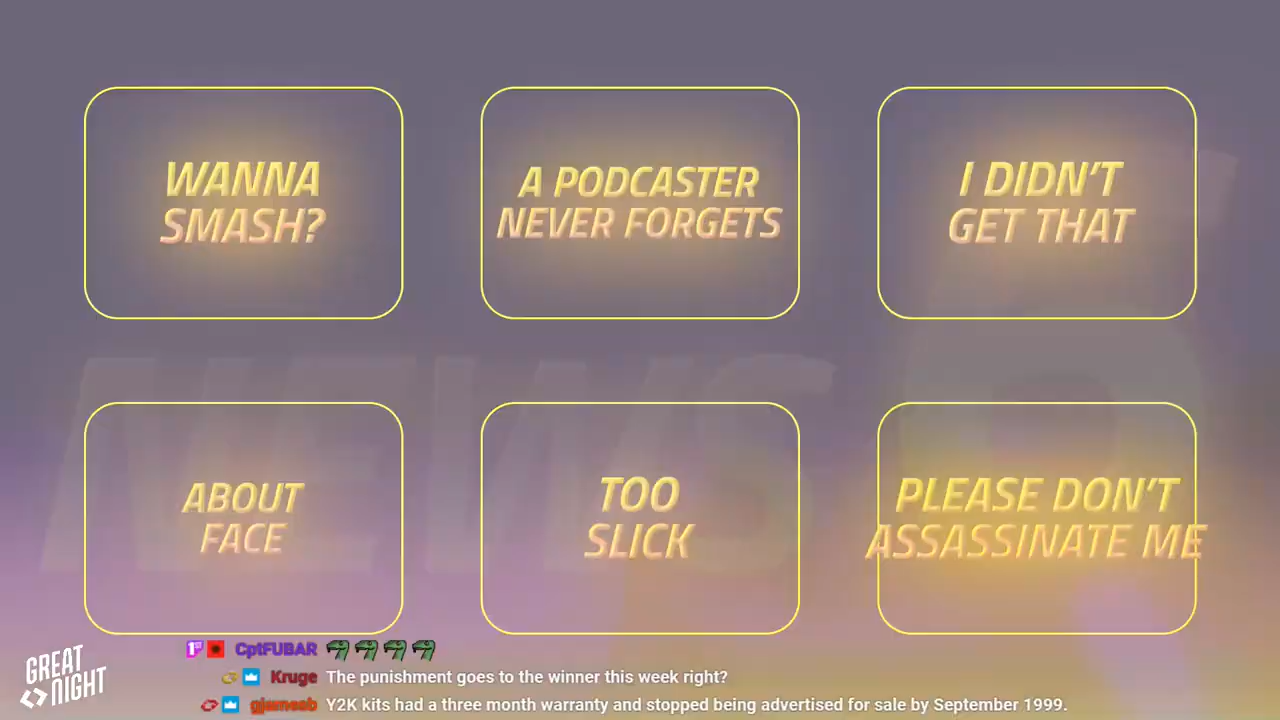 WANNA
SMASH?
A PODCASTER
NEVER FORGETS
I DIDN'T
GET THAT
NEWS
ABOUT
FACE
TOO
SLICK
PLEASE DON'T
ASSASSINATE ME
GREAT
NIGHT
CptFUBAR
Kruge The punishment goes to the winner this week right?
gjameab Y2K kits had a three month warranty and stopped being advertised for sale by September 1999.